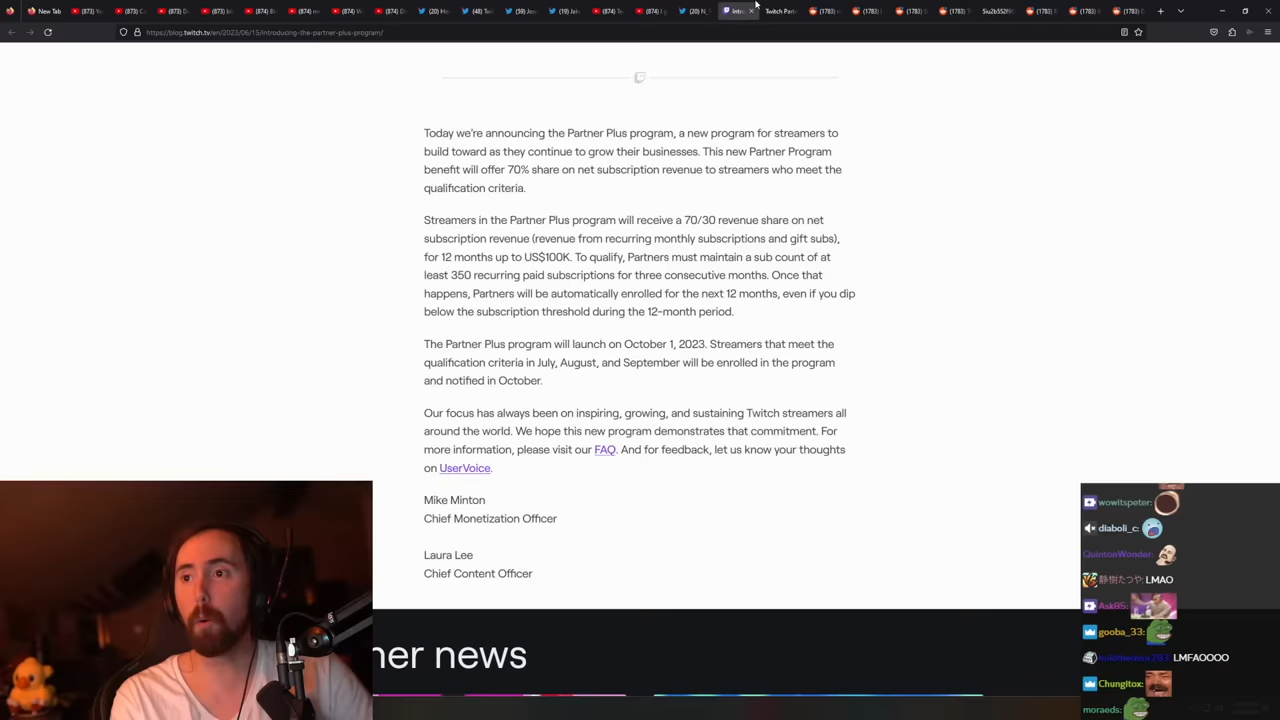 New Tab
blog.twitch.tv/en/2023/06/15/introducing-the-partner-plus-program/
Today we're announcing the Partner Plus program, a new program for streamers to
build toward as they continue to grow their businesses. This new Partner Program
benefit will offer 70% share on net subscription revenue to streamers who meet the
qualification criteria.
Streamers in the Partner Plus program will receive a 70/30 revenue share on net
subscription revenue (revenue from recurring monthly subscriptions and gift subs),
for 12 months up to US$100K. To qualify, Partners must maintain a sub count of at
least 350 recurring paid subscriptions for three consecutive months. Once that
happens, Partners will be automatically enrolled for the next 12 months, even if you dip
below the subscription threshold during the 12-month period.
The Partner Plus program will launch on October 1, 2023. Streamers that meet the
qualification criteria in July, August, and September will be enrolled in the program
and notified in October.
Our focus has always been on inspiring, growing, and sustaining Twitch streamers all
around the world. We hope this new program demonstrates that commitment. For
more information, please visit our FAQ. And for feedback, let us know your thoughts
on UserVoice.
Mike Minton
Chief Monetization Officer
Laura Lee
Chief Content Officer
ner news
wowitspeter:
diaboli_c:
QuintonWonder:
静樹たつや: LMAO
Ask85:
gooba_33:
LMFAOOOO
Chungitox:
moraeds: